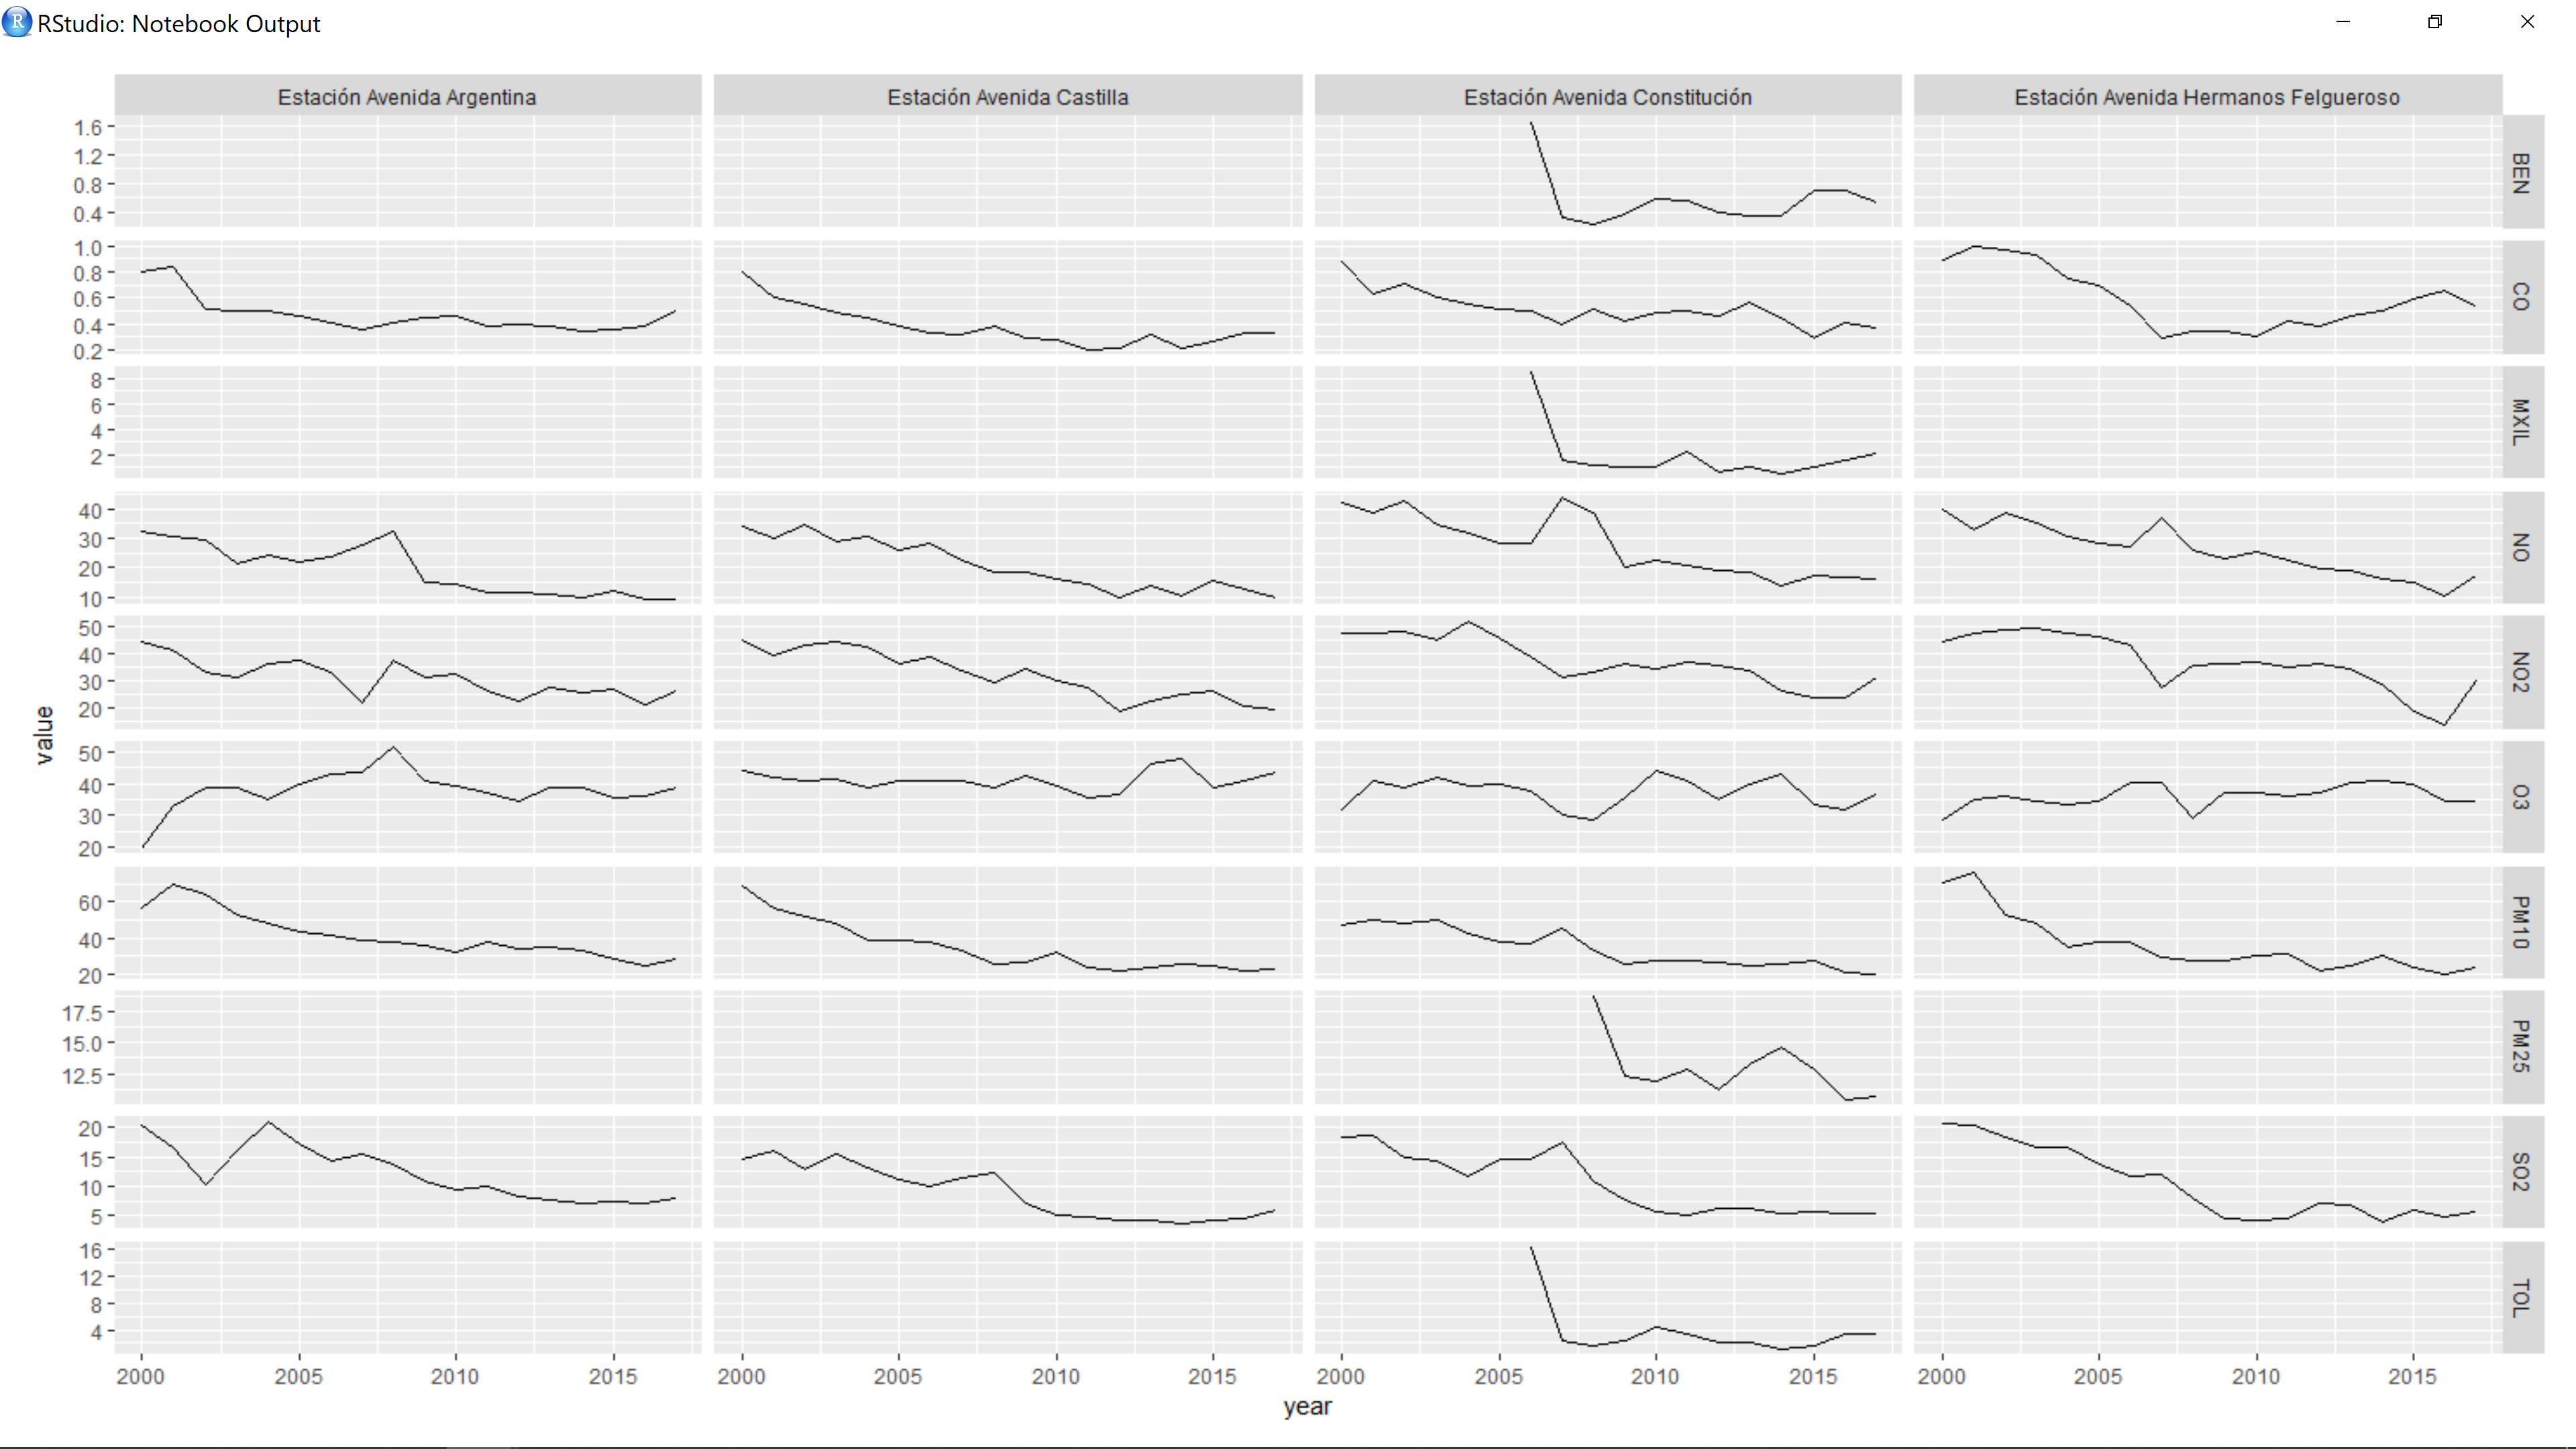 RStudio: Notebook Output
Estación Avenida Argentina
Estación Avenida Castilla
Estación Avenida Constitución
Estación Avenida Hermanos Felgueroso
1.6
1.2
0.8
0.4
BEN
1.0
0.8
0.6
0.4
0.2
CO
8
6
4
2
MXIL
40
30
20
10
NO
50
40
30
20
NO2
value
50
40
30
20
O3
60
40
20
PM10
17.5
15.0
12.5
PM25
20
15
10
5
SO2
16
12
8
4
TOL
2000 2005 2010 2015 2000 2005 2010 2015 2000 2005 2010 2015 2000 2005 2010 2015
year